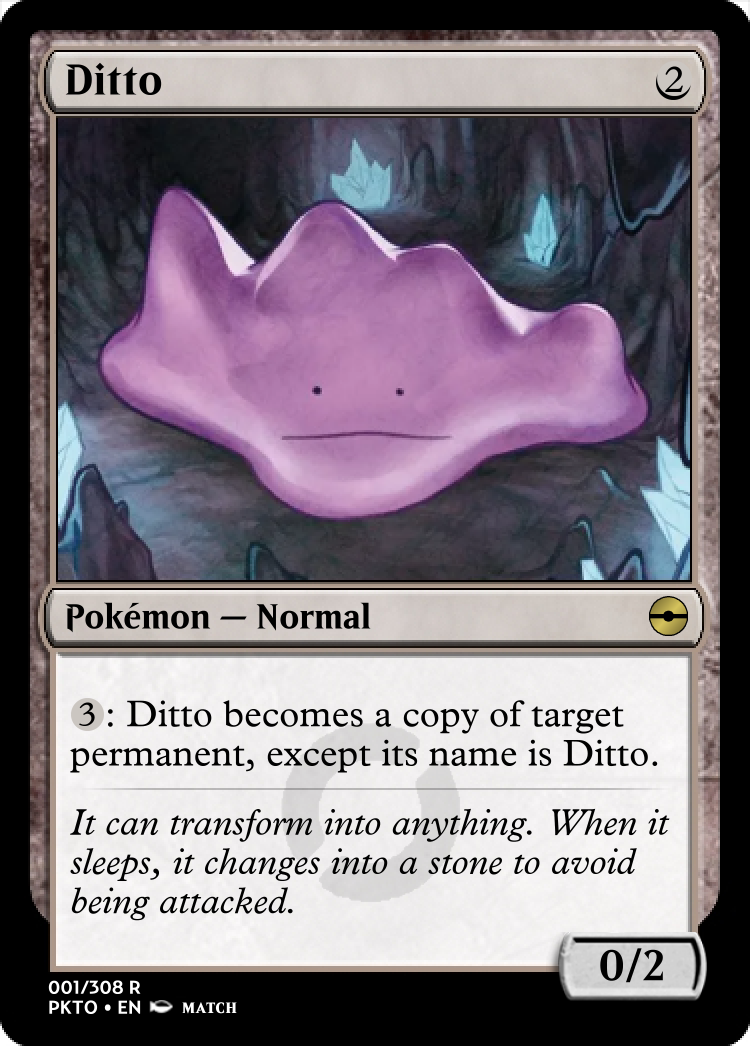 Ditto 2
Pokémon — Normal
3: Ditto becomes a copy of target
permanent, except its name is Ditto.
It can transform into anything. When it
sleeps, it changes into a stone to avoid
being attacked.
0/2
001/308 R
PKTO • EN MATCH